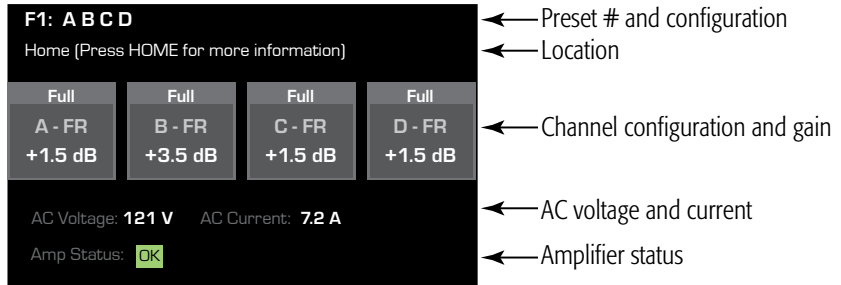 F1: A B C D
Preset # and configuration
Home (Press HOME for more information)
Location
Full Full Full Full
A - FR B - FR C - FR D - FR
+1.5 dB +3.5 dB +1.5 dB +1.5 dB
Channel configuration and gain
AC Voltage: 121 V AC Current: 7.2 A
AC voltage and current
Amp Status: OK
Amplifier status